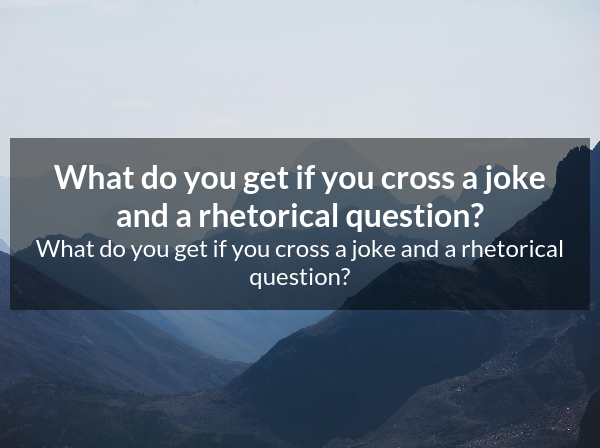 What do you get if you cross a joke
and a rhetorical question?
What do you get if you cross a joke and a rhetorical
question?